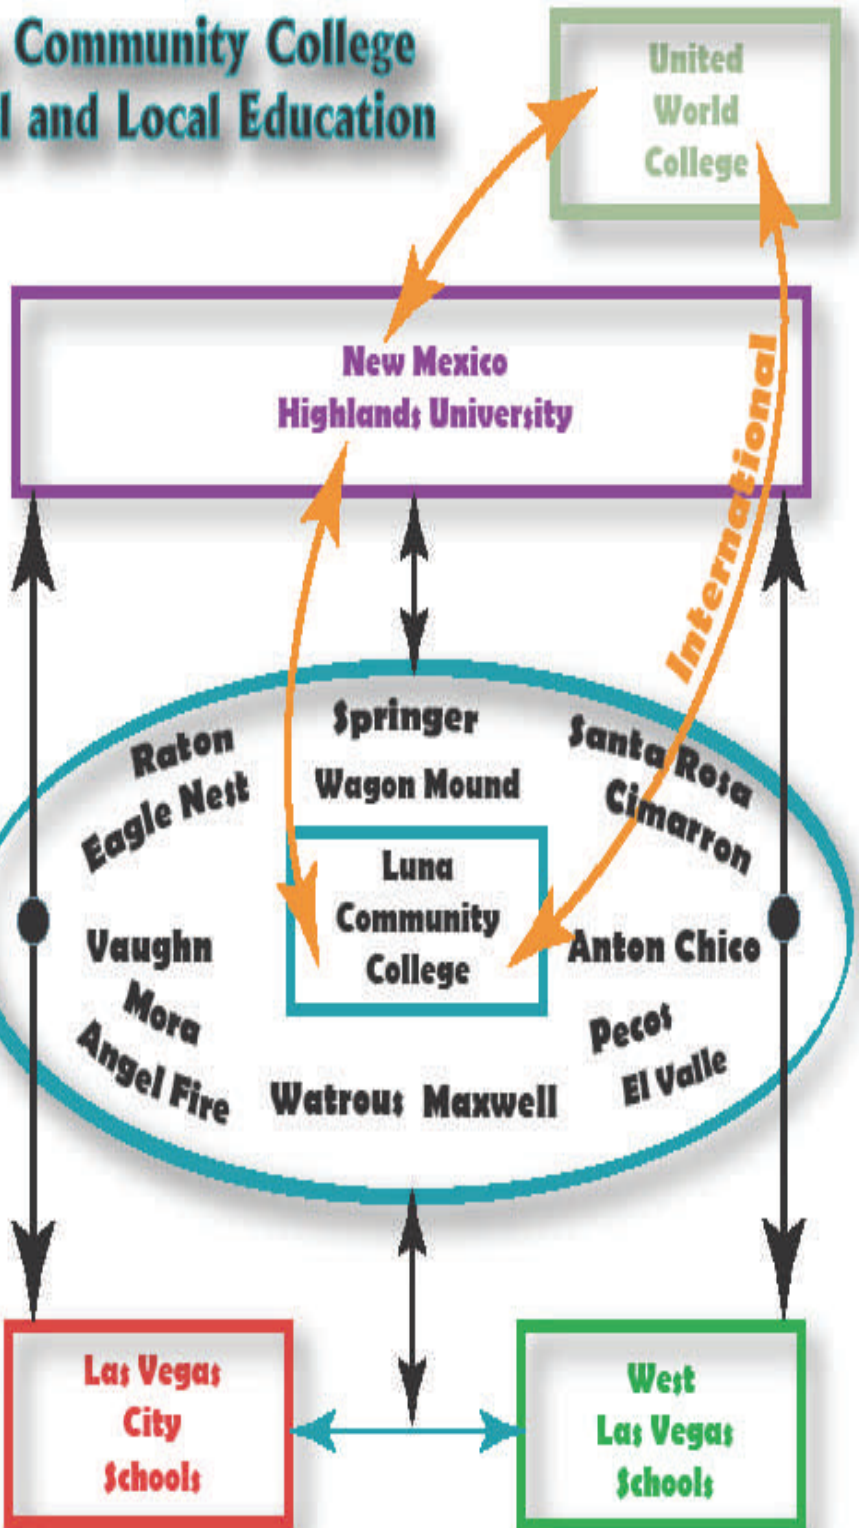 Community College
and Local Education
United
World
College
New Mexico
Highlands University
International
Raton
Eagle Nest
Springer
Wagon Mound
Santa Rosa
Cimarron
Luna
Community
College
Vaughn
Mora
Angel Fire
Anton Chico
Pecos
El Valle
Watrous Maxwell
Las Vegas
City
Schools
West
Las Vegas
Schools